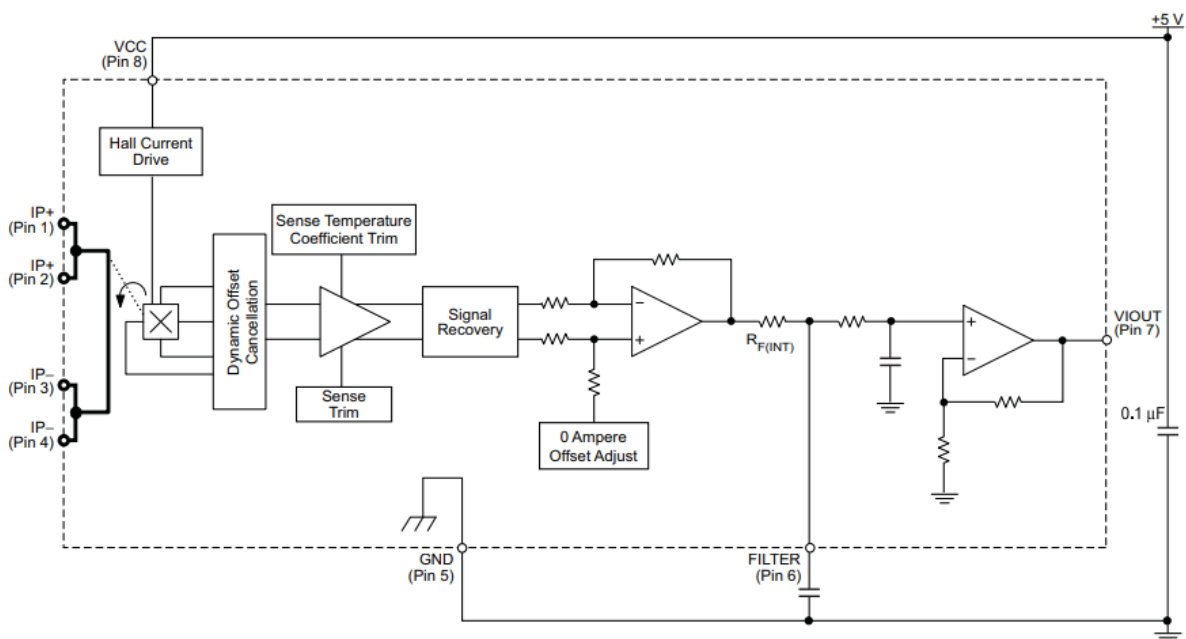 +5 V
VCC
(Pin 8)
Hall Current
Drive
IP+
(Pin 1)
IP+
(Pin 2)
IP–
(Pin 3)
IP–
(Pin 4)
Dynamic Offset
Cancellation
Sense Temperature
Coefficient Trim
Sense
Trim
Signal
Recovery
0 Ampere
Offset Adjust
−
+
RF(INT)
+
−
VIOUT
(Pin 7)
0.1 µF
GND
(Pin 5)
FILTER
(Pin 6)